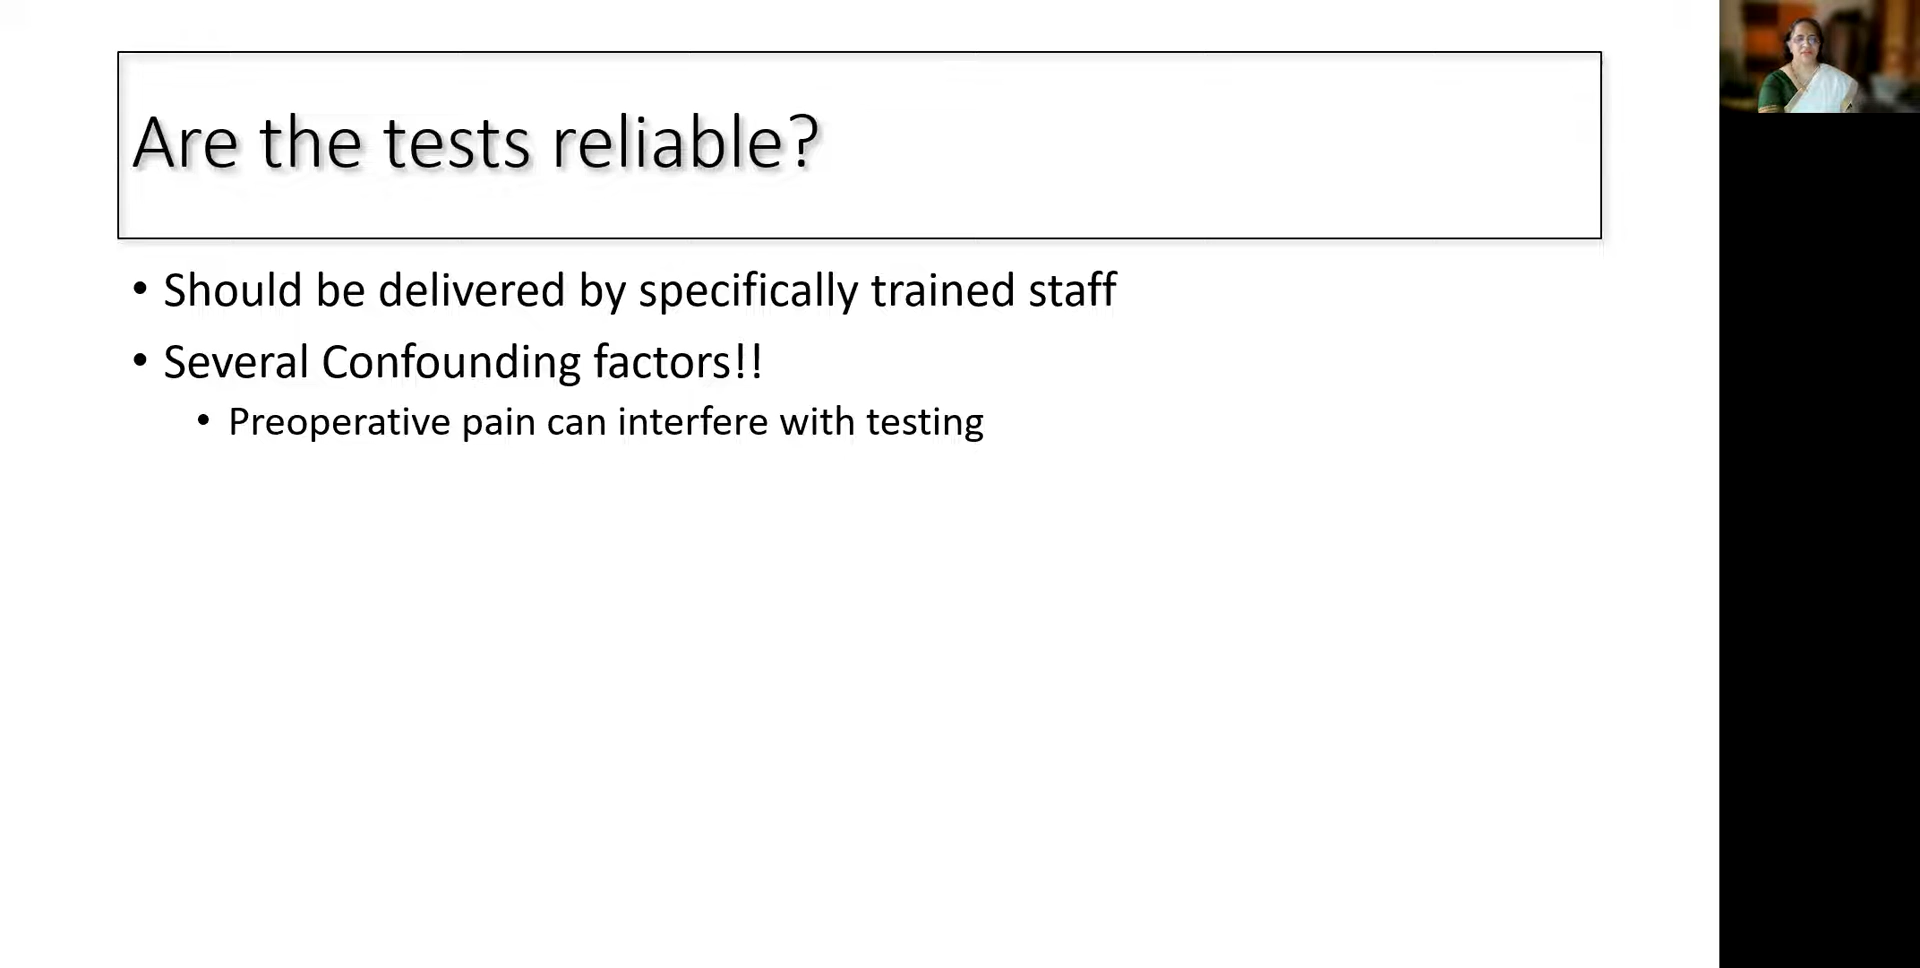 Are the tests reliable?
• Should be delivered by specifically trained staff
• Several Confounding factors!!
• Preoperative pain can interfere with testing